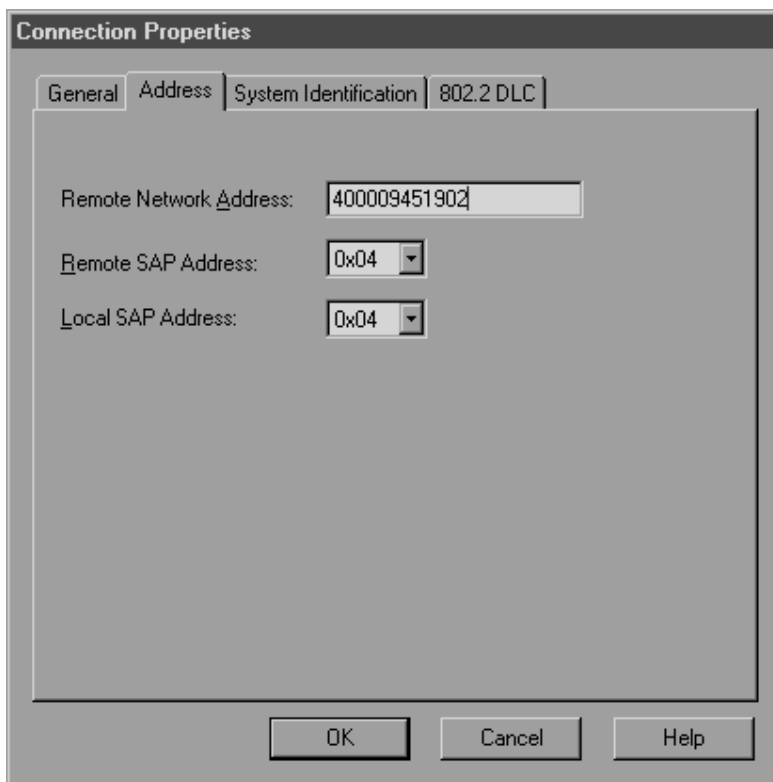 Connection Properties
General Address System Identification 802.2 DLC
Remote Network Address: 400009451902
Remote SAP Address: 0x04
Local SAP Address: 0x04
OK Cancel Help